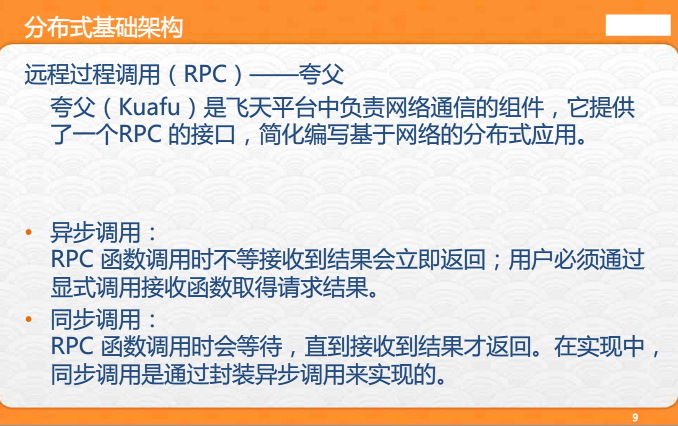 分布式基础架构
远程过程调用（RPC）——夸父
夸父（Kuafu）是飞天平台中负责网络通信的组件，它提供
了一个RPC 的接口，简化编写基于网络的分布式应用。
• 异步调用：
RPC 函数调用时不等接收到结果会立即返回；用户必须通过
显式调用接收函数取得请求结果。
• 同步调用：
RPC 函数调用时会等待，直到接收到结果才返回。在实现中，
同步调用是通过封装异步调用来实现的。
9